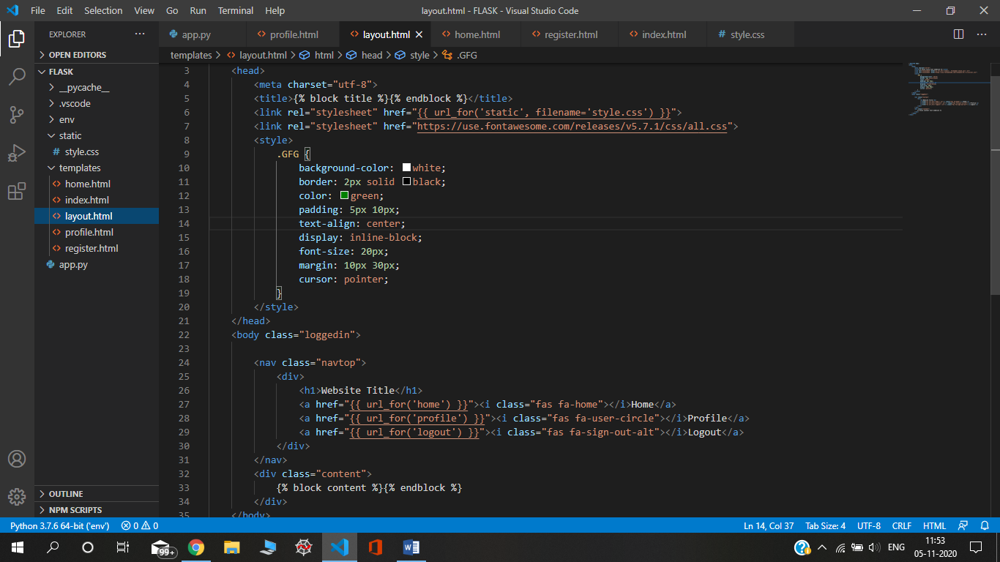 File Edit Selection View Go Run Terminal Help layout.html - FLASK - Visual Studio Code
EXPLORER ···
app.py profile.html layout.html home.html register.html index.html style.css
OPEN EDITORS
templates > layout.html > html > head > style > .GFG
FLASK
__pycache__
.vscode
env
static
style.css
templates
home.html
index.html
layout.html
profile.html
register.html
app.py
OUTLINE
NPM SCRIPTS
3 <head>
4 <meta charset="utf-8">
5 <title>{% block title %}{% endblock %}</title>
6 <link rel="stylesheet" href="{{ url_for('static', filename='style.css') }}">
7 <link rel="stylesheet" href="https://use.fontawesome.com/releases/v5.7.1/css/all.css">
8 <style>
9 .GFG {
10 background-color: white;
11 border: 2px solid black;
12 color: green;
13 padding: 5px 10px;
14 text-align: center;
15 display: inline-block;
16 font-size: 20px;
17 margin: 10px 30px;
18 cursor: pointer;
19 }
20 </style>
21 </head>
22 <body class="loggedin">
23
24 <nav class="navtop">
25 <div>
26 <h1>Website Title</h1>
27 <a href="{{ url_for('home') }}"><i class="fas fa-home"></i>Home</a>
28 <a href="{{ url_for('profile') }}"><i class="fas fa-user-circle"></i>Profile</a>
29 <a href="{{ url_for('logout') }}"><i class="fas fa-sign-out-alt"></i>Logout</a>
30 </div>
31 </nav>
32 <div class="content">
33 {% block content %}{% endblock %}
34 </div>
35 </body>
Python 3.7.6 64-bit ('env') 0 0 Ln 14, Col 37 Tab Size: 4 UTF-8 CRLF HTML
99+ ENG 11:53
05-11-2020